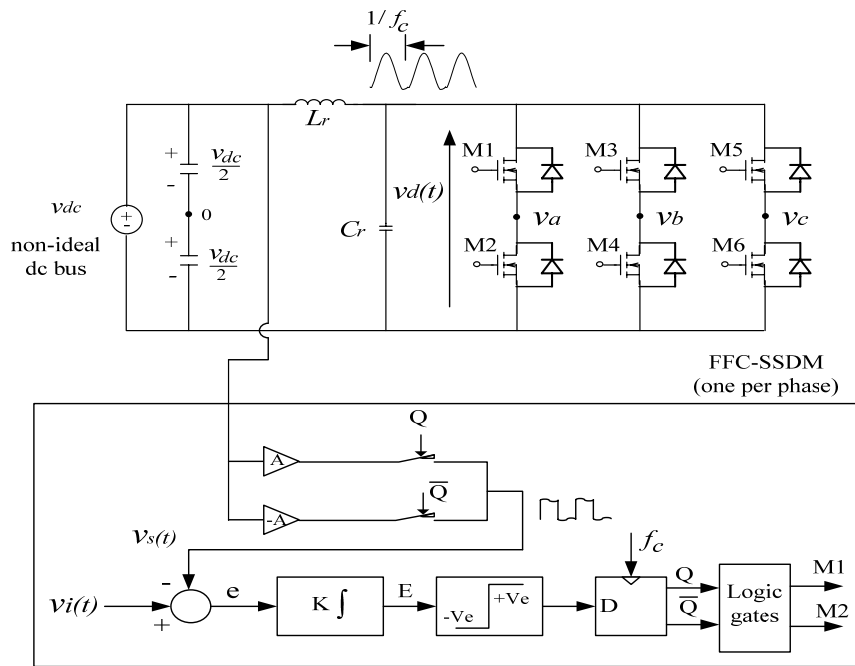 1/ fc
Lr
+
vdc
2
-
0
+
vdc
2
-
vdc
+
-
non-ideal
dc bus
Cr
vd(t)
M1
M2
va
M3
M4
vb
M5
M6
vc
FFC-SSDM
(one per phase)
A
Q
-A
Q
vs(t)
fc
vi(t)
-
+
e
K ∫
E
-Ve
+Ve
D
Q
Q
Logic
gates
M1
M2